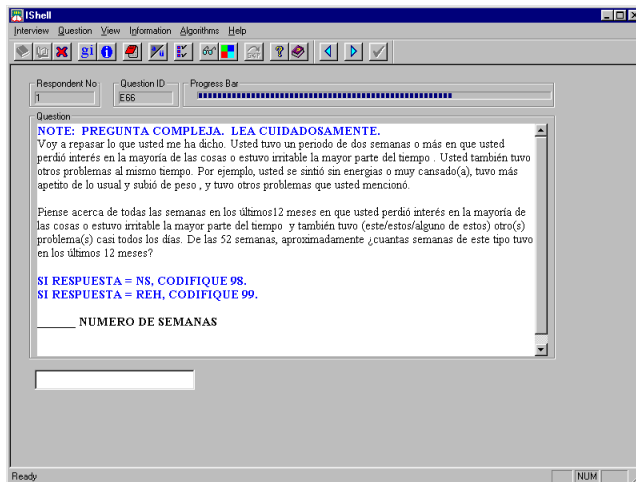 IShell
Interview Question View Information Algorithms Help
gi
Respondent No
Question ID
Progress Bar
1
E66
Question
NOTE: PREGUNTA COMPLEJA. LEA CUIDADOSAMENTE.
Voy a repasar lo que usted me ha dicho. Usted tuvo un periodo de dos semanas o más en que usted
perdió interés en la mayoría de las cosas o estuvo irritable la mayor parte del tiempo . Usted también tuvo
otros problemas al mismo tiempo. Por ejemplo, usted se sintió sin energias o muy cansado(a), tuvo más
apetito de lo usual y subió de peso , y tuvo otros problemas que usted mencionó.
Piense acerca de todas las semanas en los últimos12 meses en que usted perdió interés en la mayoría de
las cosas o estuvo irritable la mayor parte del tiempo y también tuvo (este/estos/alguno de estos) otro(s)
problema(s) casi todos los días. De las 52 semanas, aproximadamente ¿cuantas semanas de este tipo tuvo
en los últimos 12 meses?
SI RESPUESTA = NS, CODIFIQUE 98.
SI RESPUESTA = REH, CODIFIQUE 99.
______ NUMERO DE SEMANAS
Ready
NUM